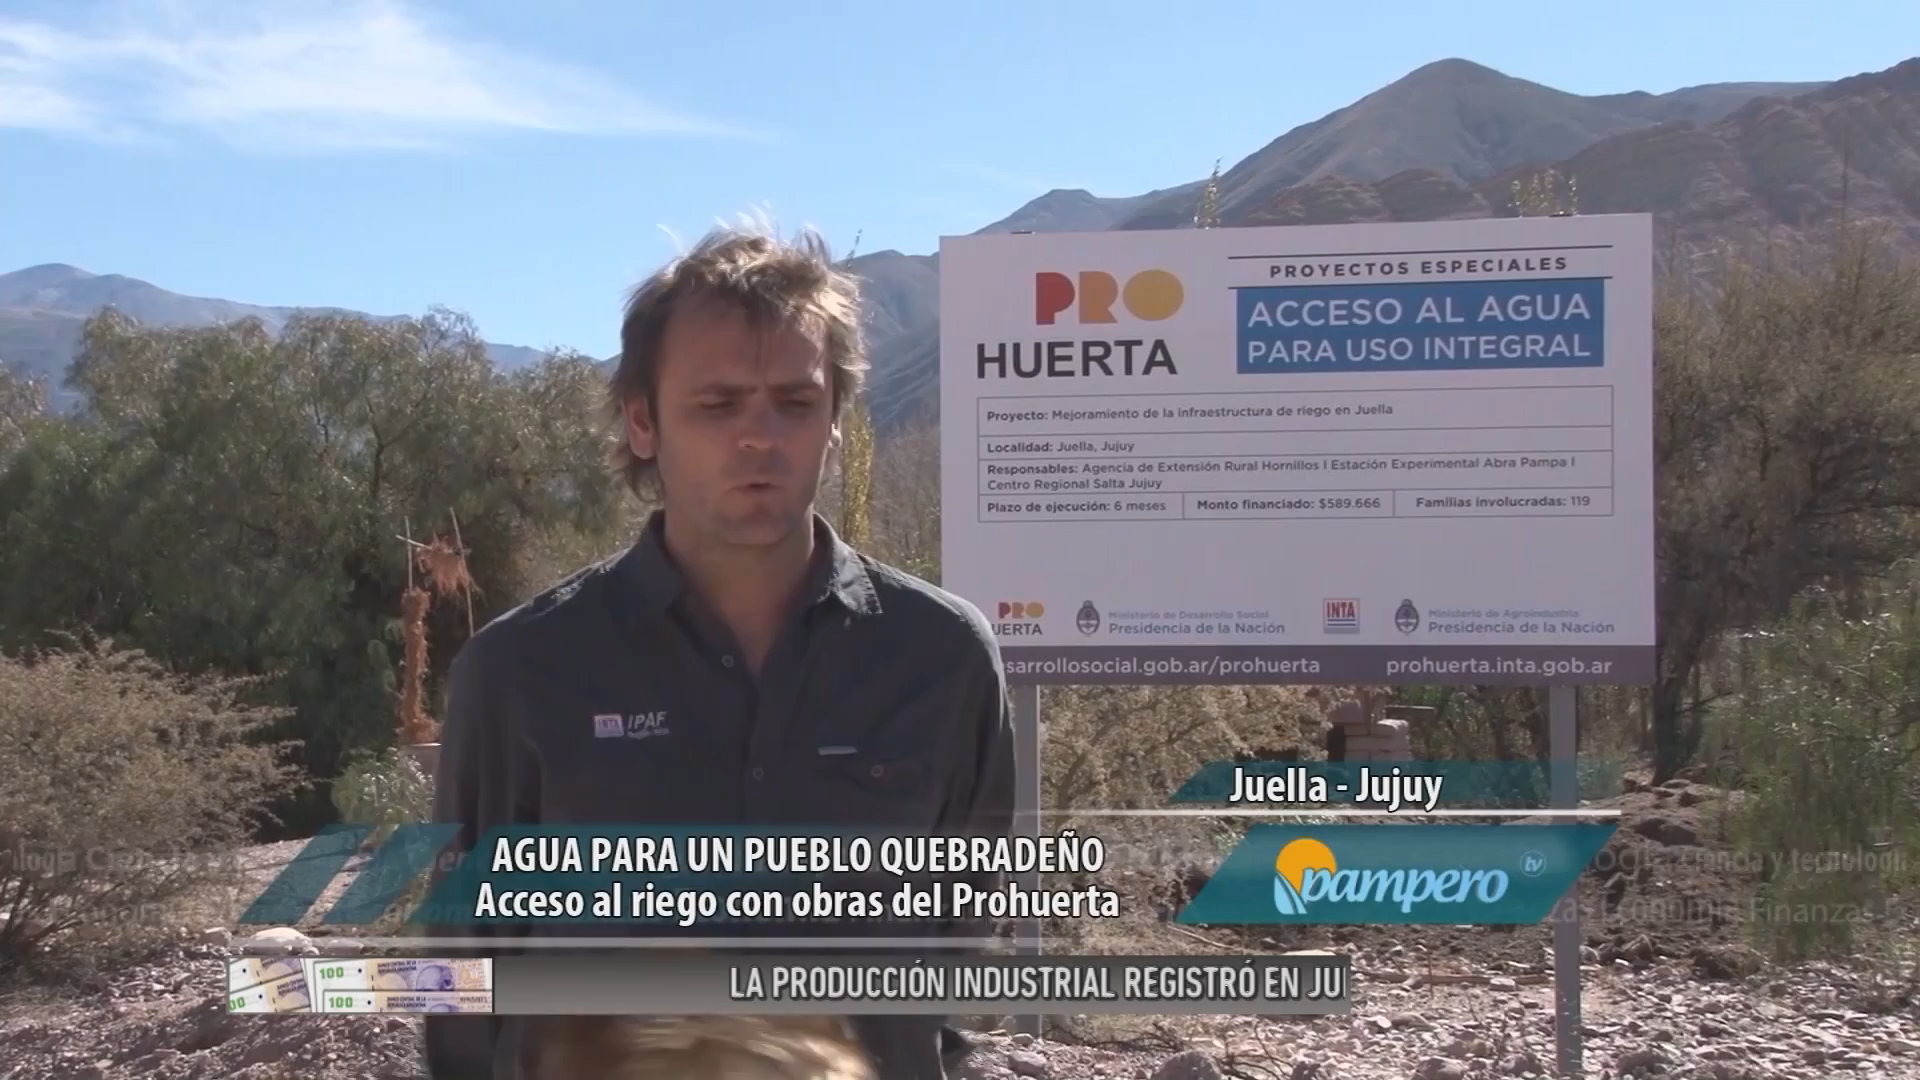 PRO
HUERTA
PROYECTOS ESPECIALES
ACCESO AL AGUA
PARA USO INTEGRAL
Proyecto: Mejoramiento de la infraestructura de riego en Juella
Localidad: Juella, Jujuy
Responsables: Agencia de Extensión Rural Hornillos I Estación Experimental Abra Pampa I
Centro Regional Salta Jujuy
Plazo de ejecución: 6 meses
Monto financiado: $589.666
Familias involucradas: 119
PRO
UERTA
Ministerio de Desarrollo Social
Presidencia de la Nación
INTA
Ministerio de Agroindustria
Presidencia de la Nación
sarrollosocial.gob.ar/prohuerta
prohuerta.inta.gob.ar
INTA IPAF
Juella - Jujuy
AGUA PARA UN PUEBLO QUEBRADEÑO
Acceso al riego con obras del Prohuerta
pampero tv
ciencia y tecnologí
Economía Finanzas
100
100
LA PRODUCCIÓN INDUSTRIAL REGISTRÓ EN JU